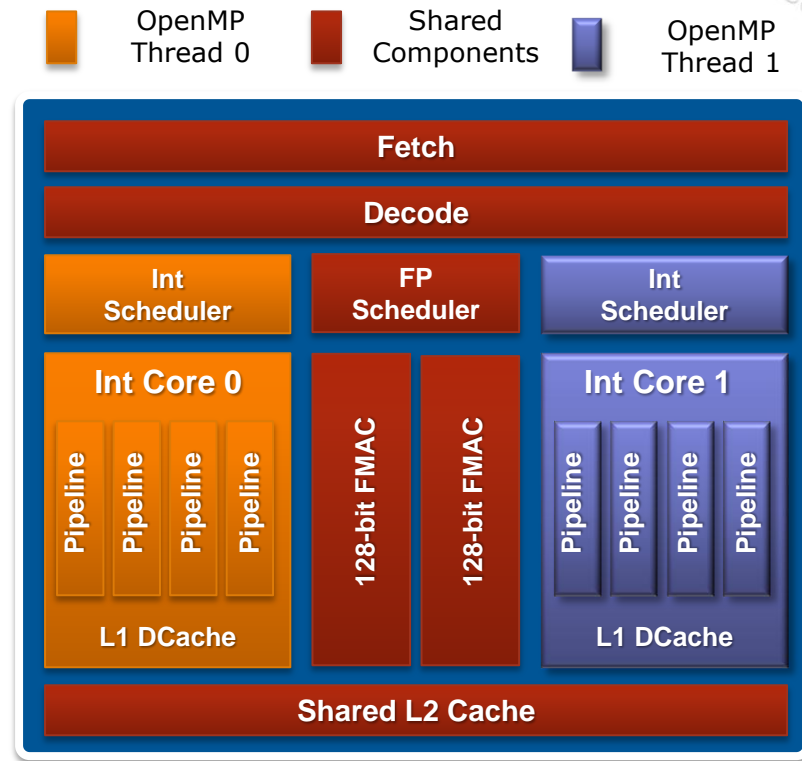 OpenMP
Thread 0
Shared
Components
OpenMP
Thread 1
Fetch
Decode
Int
Scheduler
FP
Scheduler
Int
Scheduler
Int Core 0
Pipeline
Pipeline
Pipeline
Pipeline
L1 DCache
128-bit FMAC
128-bit FMAC
Int Core 1
Pipeline
Pipeline
Pipeline
Pipeline
L1 DCache
Shared L2 Cache